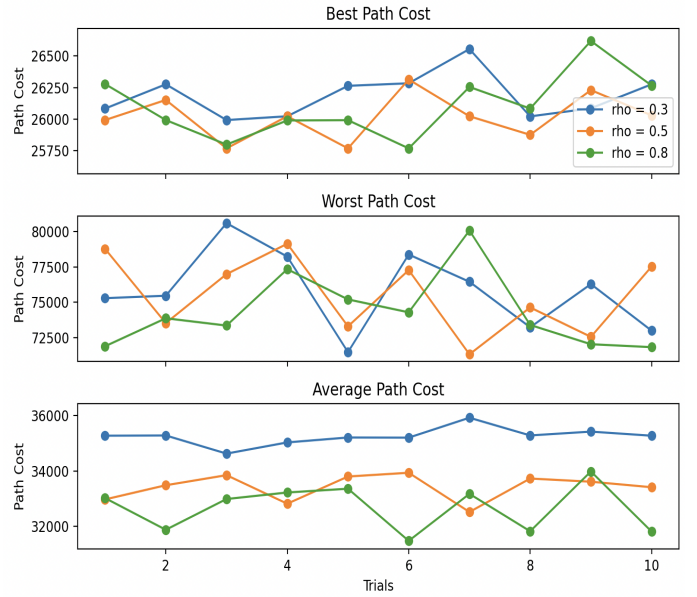 Best Path Cost
Path Cost
26500
26250
26000
25750
rho = 0.3
rho = 0.5
rho = 0.8
Worst Path Cost
Path Cost
80000
77500
75000
72500
Average Path Cost
Path Cost
36000
34000
32000
2 4 6 8 10
Trials